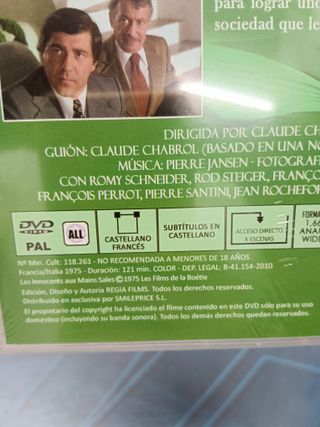 para lograr
sociedad que le
DIRIGIDA POR CLAUDE CH
GUIÓN: CLAUDE CHABROL (BASADO EN UNA NO
MÚSICA: PIERRE JANSEN - FOTOGRAF
CON ROMY SCHNEIDER, ROD STEIGER, FRANÇO
FRANÇOIS PERROT, PIERRE SANTINI, JEAN ROCHEFOR
DVD
PAL
ALL
CASTELLANO
FRANCÉS
SUBTÍTULOS EN
CASTELLANO
ACCESO DIRECTO
A ESCENAS
FORMA
1,66
ANAM
WIDE
Nº Min. Cult: 118.263 - NO RECOMENDADA A MENORES DE 18 AÑOS
Francia/Italia 1975 - Duración: 121 min. COLOR - DEP. LEGAL: B-41.154-2010
Les Innocents aux Mains Sales ©1975 Les Films de la Boétie
Edición, Diseño y Autoria REGIA FILMS. Todos los derechos reservados.
Distribuido en exclusiva por SMILEPRICE S.L.
El propietario del copyright ha licenciado el filme contenido en este DVD sólo para su uso
doméstico (incluyendo su banda sonora). Todos los demás derechos quedan reservados.